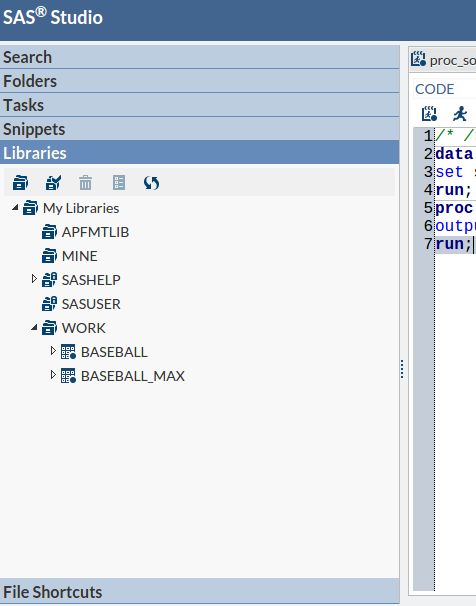 SAS® Studio
Search
Folders
Tasks
Snippets
Libraries
My Libraries
APFMTLIB
MINE
SASHELP
SASUSER
WORK
BASEBALL
BASEBALL_MAX
File Shortcuts
proc_so
CODE
1 /* /
2 data
3 set s
4 run;
5 proc
6 outpu
7 run;